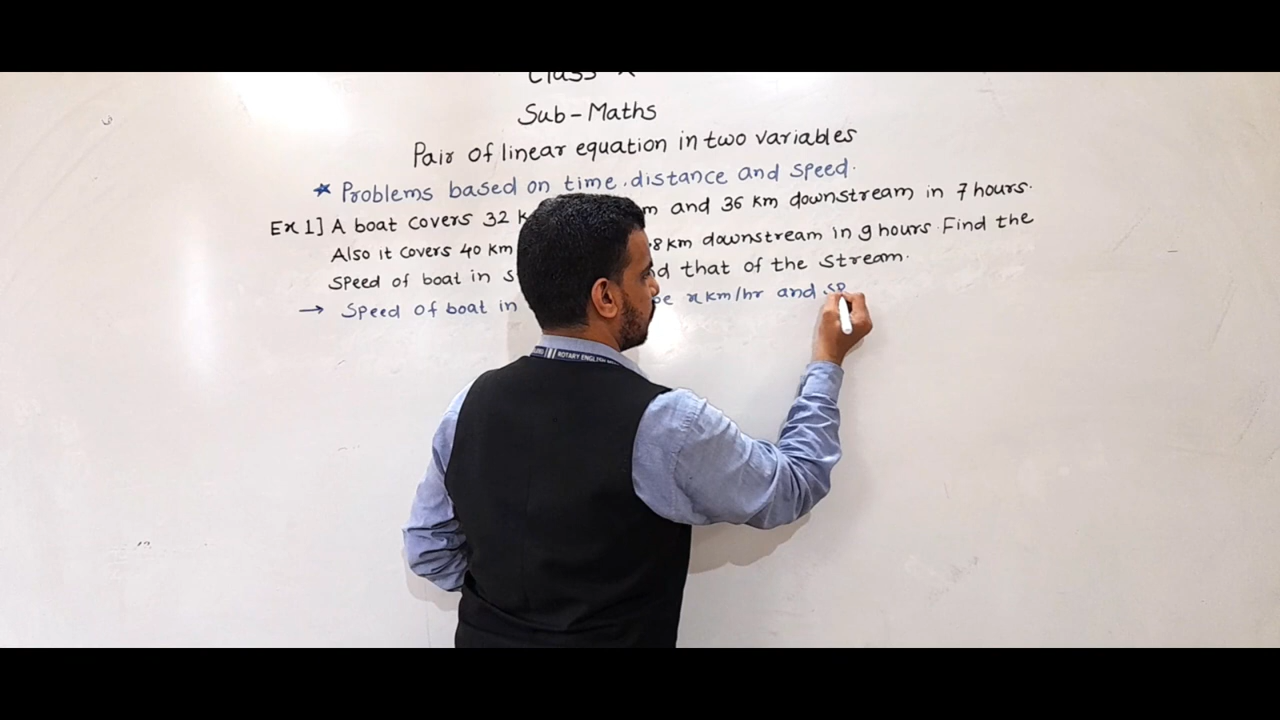 Class X
Sub-Maths
Pair of linear equation in two variables
* Problems based on time, distance and speed.
Ex 1] A boat covers 32 k m and 36 km downstream in 7 hours.
Also it covers 40 km 8 km downstream in 9 hours. Find the
Speed of boat in s d that of the stream.
→ Speed of boat in be x km/hr and sp
ROTARY ENGLIS